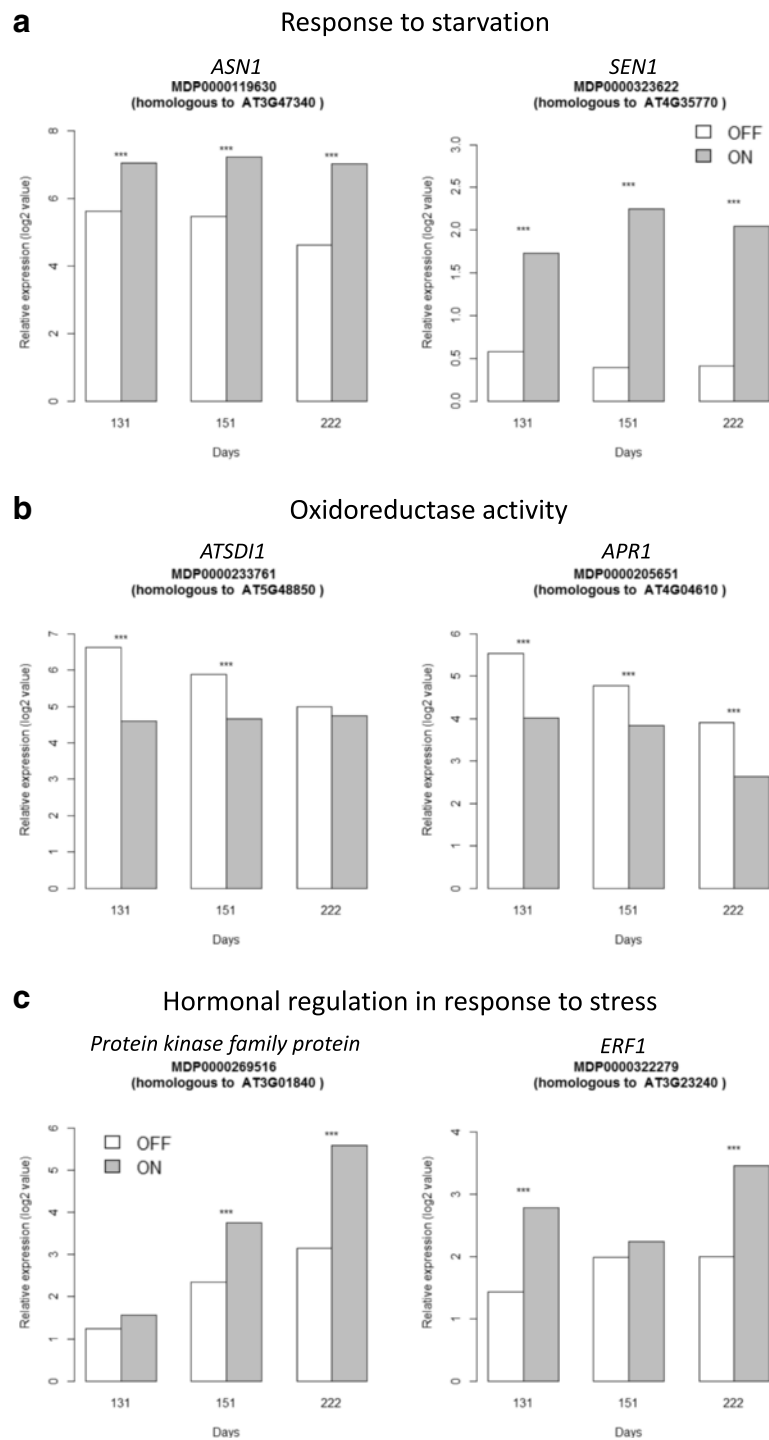 a Response to starvation
ASN1
MDP0000119630
(homologous to AT3G47340 )
Relative expression (log2 value)
8
6
4
2
0
***
***
***
131 151 222
Days
SEN1
MDP0000323622
(homologous to AT4G35770 )
OFF
ON
Relative expression (log2 value)
3.0
2.5
2.0
1.5
1.0
0.5
0.0
***
***
***
131 151 222
Days
b Oxidoreductase activity
ATSDI1
MDP0000233761
(homologous to AT5G48850 )
Relative expression (log2 value)
7
6
5
4
3
2
1
0
***
***
131 151 222
Days
APR1
MDP0000205651
(homologous to AT4G04610 )
Relative expression (log2 value)
6
5
4
3
2
1
0
***
***
***
131 151 222
Days
c Hormonal regulation in response to stress
Protein kinase family protein
MDP0000269516
(homologous to AT3G01840 )
OFF
ON
Relative expression (log2 value)
6
5
4
3
2
1
0
***
***
131 151 222
Days
ERF1
MDP0000322279
(homologous to AT3G23240 )
Relative expression (log2 value)
4
3
2
1
0
***
***
131 151 222
Days